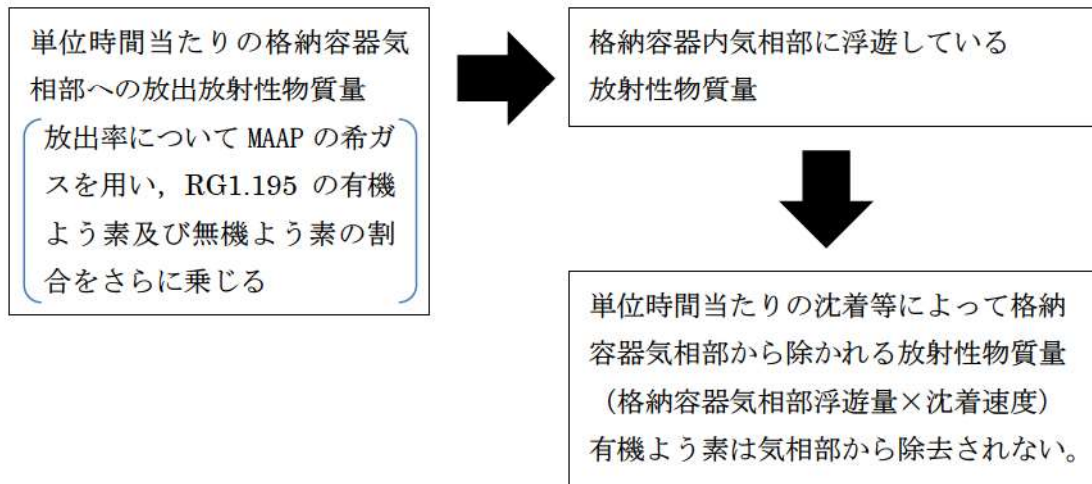 単位時間当たりの格納容器気
相部への放出放射性物質量
放出率について MAAP の希ガ
スを用い，RG1.195 の有機
よう素及び無機よう素の割
合をさらに乗じる
格納容器内気相部に浮遊している
放射性物質量
単位時間当たりの沈着等によって格納
容器気相部から除かれる放射性物質量
（格納容器気相部浮遊量×沈着速度）
有機よう素は気相部から除去されない。